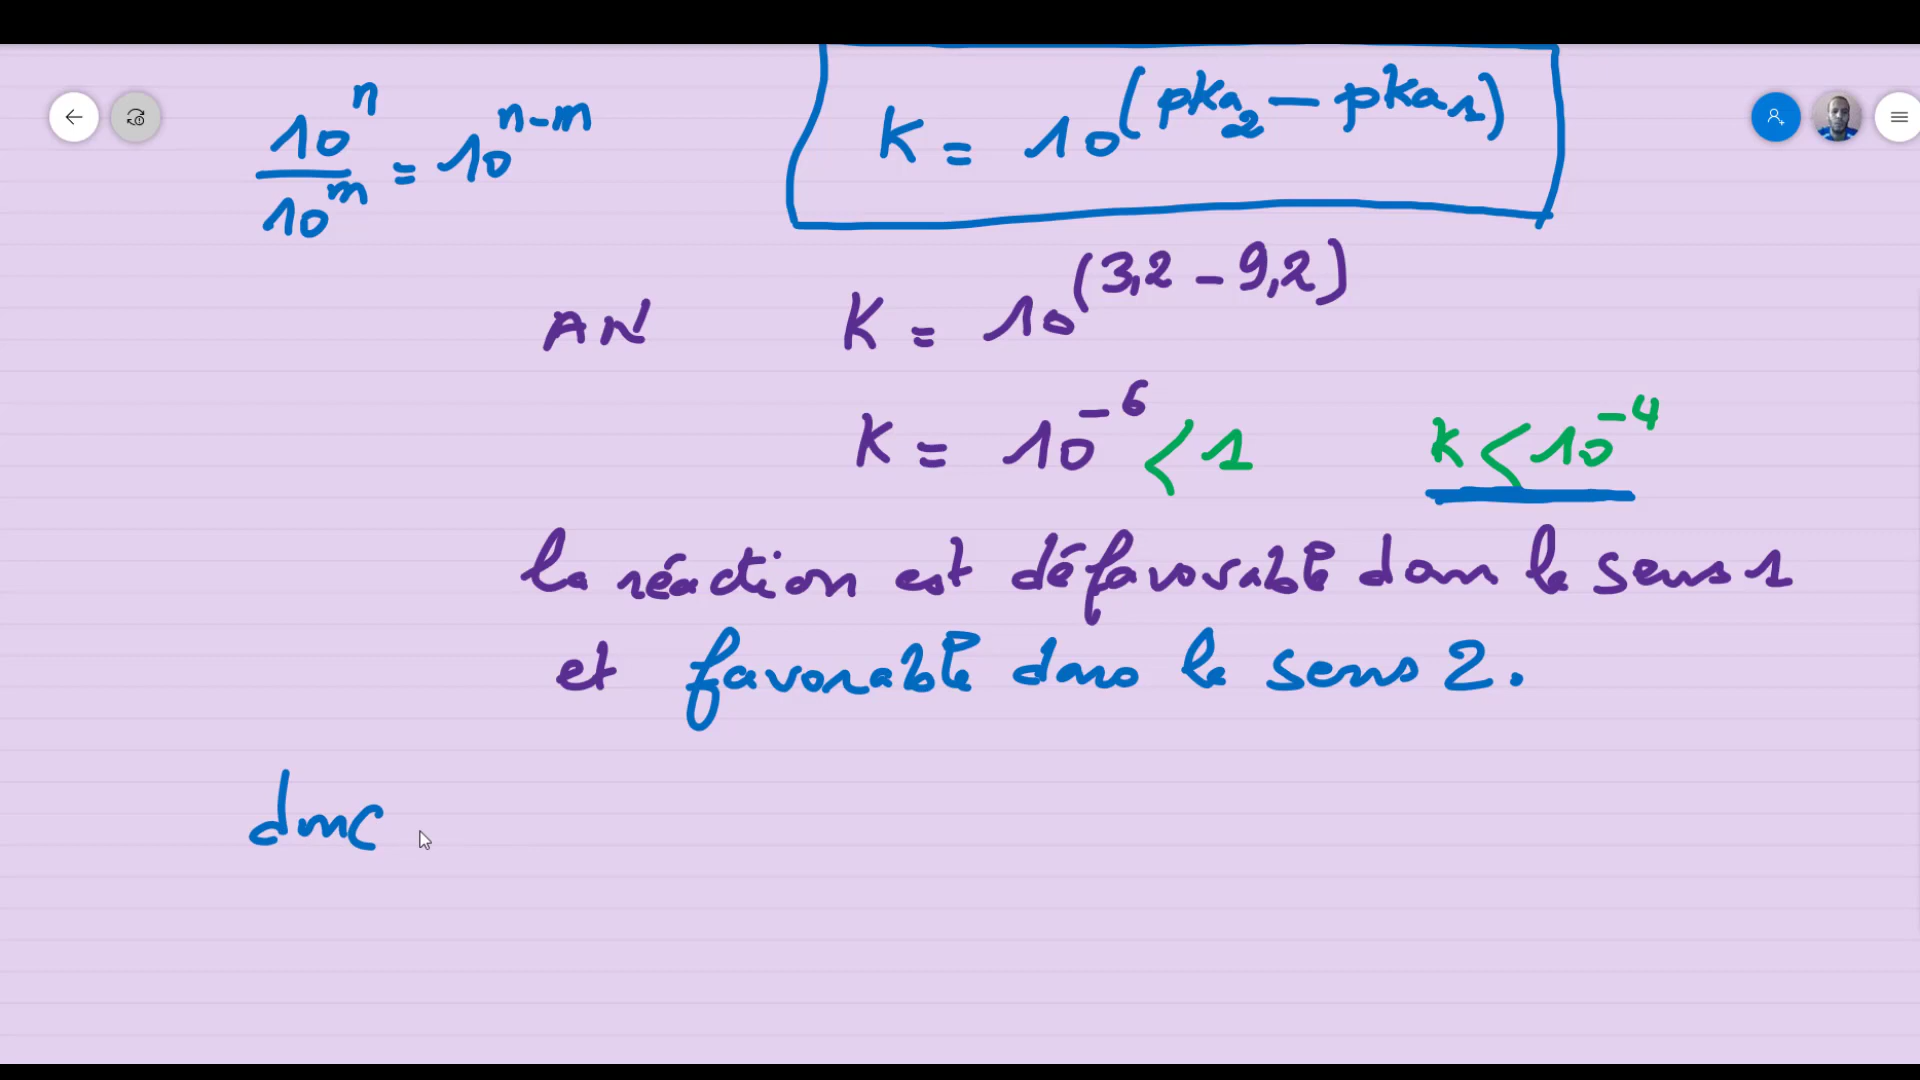 10^n / 10^m = 10^(n-m)
K = 10^(pka₂ - pka₁)
AN K = 10^(3,2 - 9,2)
K = 10^-6 < 1 K < 10^-4
la réaction est défavorable dans le sens 1
et favorable dans le sens 2.
donc